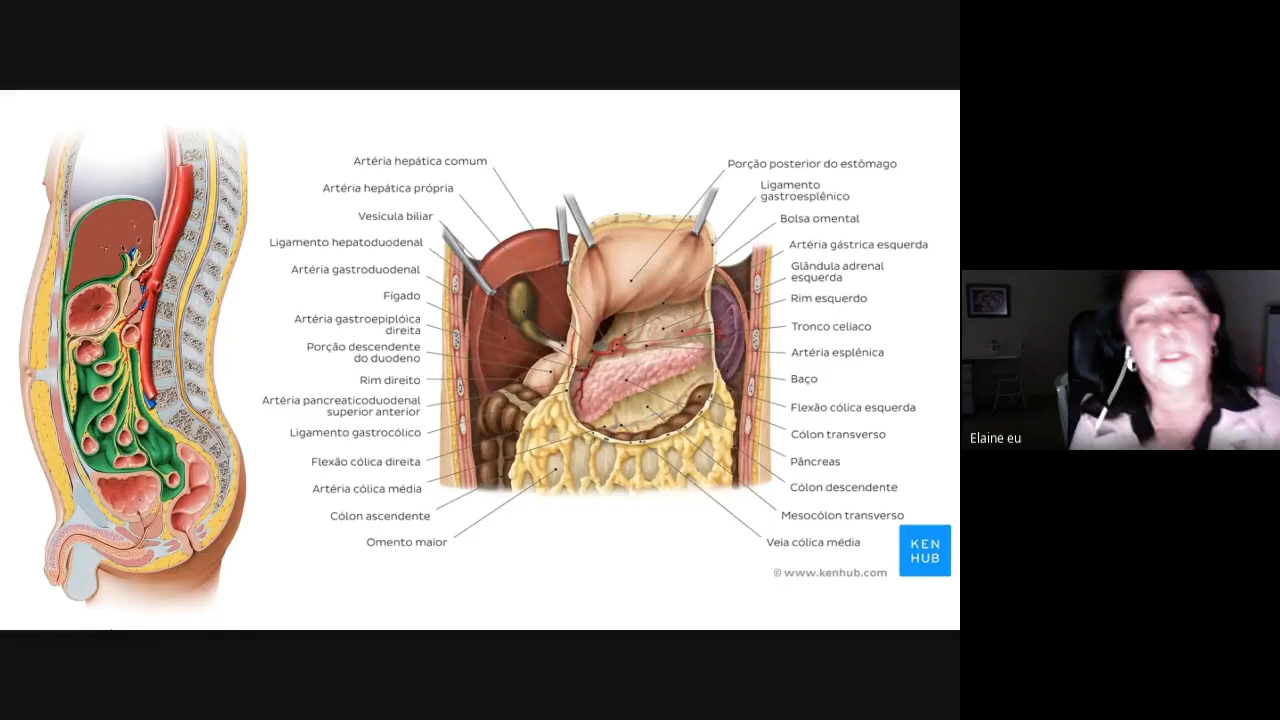 Artéria hepática comum
Artéria hepática própria
Vesícula biliar
Ligamento hepatoduodenal
Artéria gastroduodenal
Fígado
Artéria gastroepiplóica
direita
Porção descendente
do duodeno
Rim direito
Artéria pancreaticoduodenal
superior anterior
Ligamento gastrocólico
Flexão cólica direita
Artéria cólica média
Cólon ascendente
Omento maior
Porção posterior do estômago
Ligamento
gastroesplênico
Bolsa omental
Artéria gástrica esquerda
Glândula adrenal
esquerda
Rim esquerdo
Tronco celíaco
Artéria esplênica
Baço
Flexão cólica esquerda
Cólon transverso
Pâncreas
Cólon descendente
Mesocólon transverso
Veia cólica média
KEN
HUB
© www.kenhub.com
Elaine eu